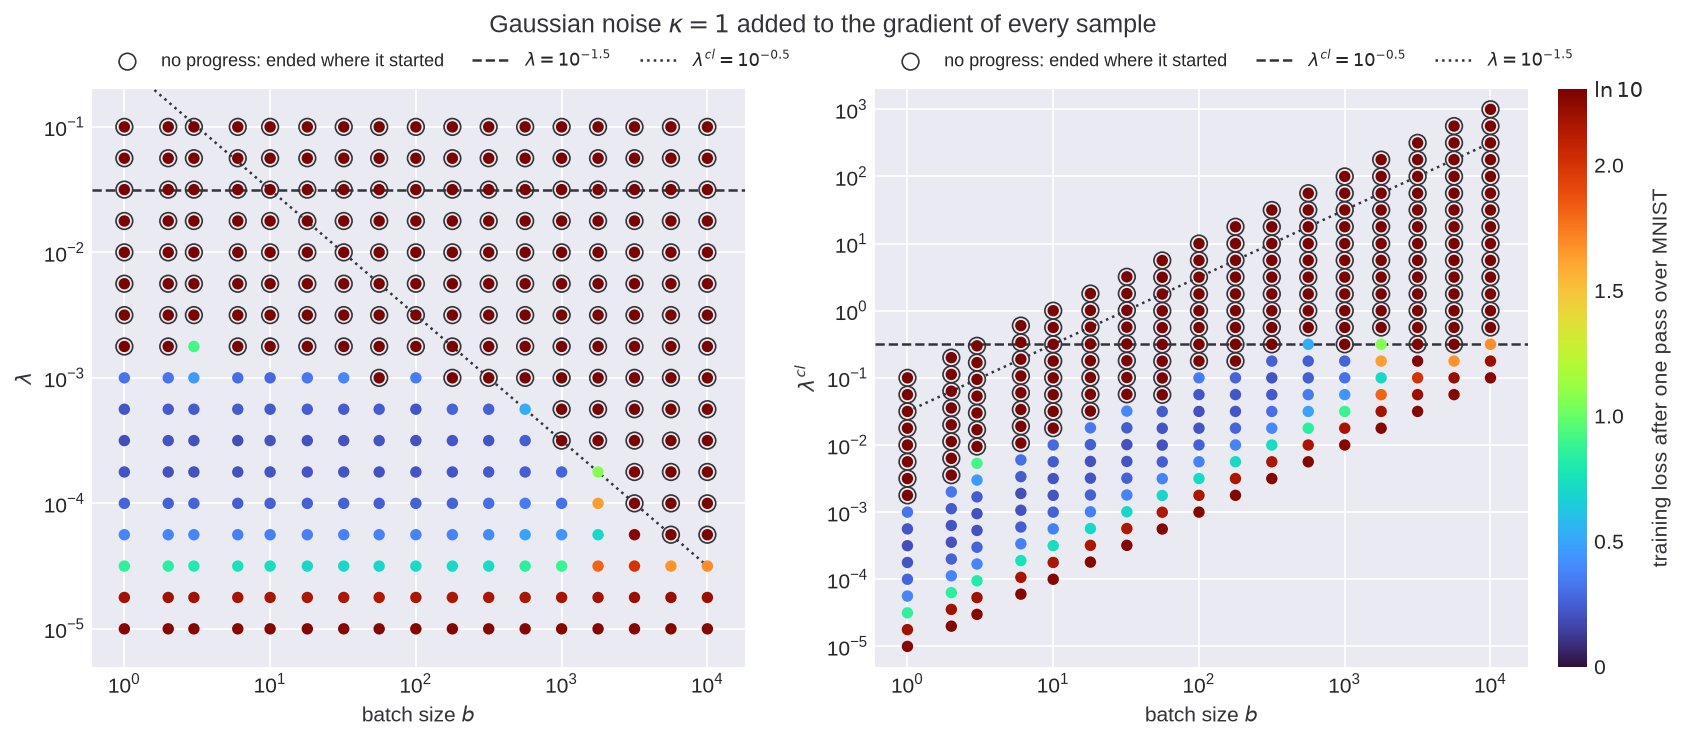 Gaussian noise κ = 1 added to the gradient of every sample
no progress: ended where it started
λ = 10^{-1.5}
λ^{cl} = 10^{-0.5}
no progress: ended where it started
λ^{cl} = 10^{-0.5}
λ = 10^{-1.5}
10^{-1}
10^{-2}
10^{-3}
10^{-4}
10^{-5}
λ
10^0
10^1
10^2
10^3
10^4
batch size b
10^3
10^2
10^1
10^0
10^{-1}
10^{-2}
10^{-3}
10^{-4}
10^{-5}
λ^{cl}
10^0
10^1
10^2
10^3
10^4
batch size b
ln 10
2.0
1.5
1.0
0.5
0
training loss after one pass over MNIST